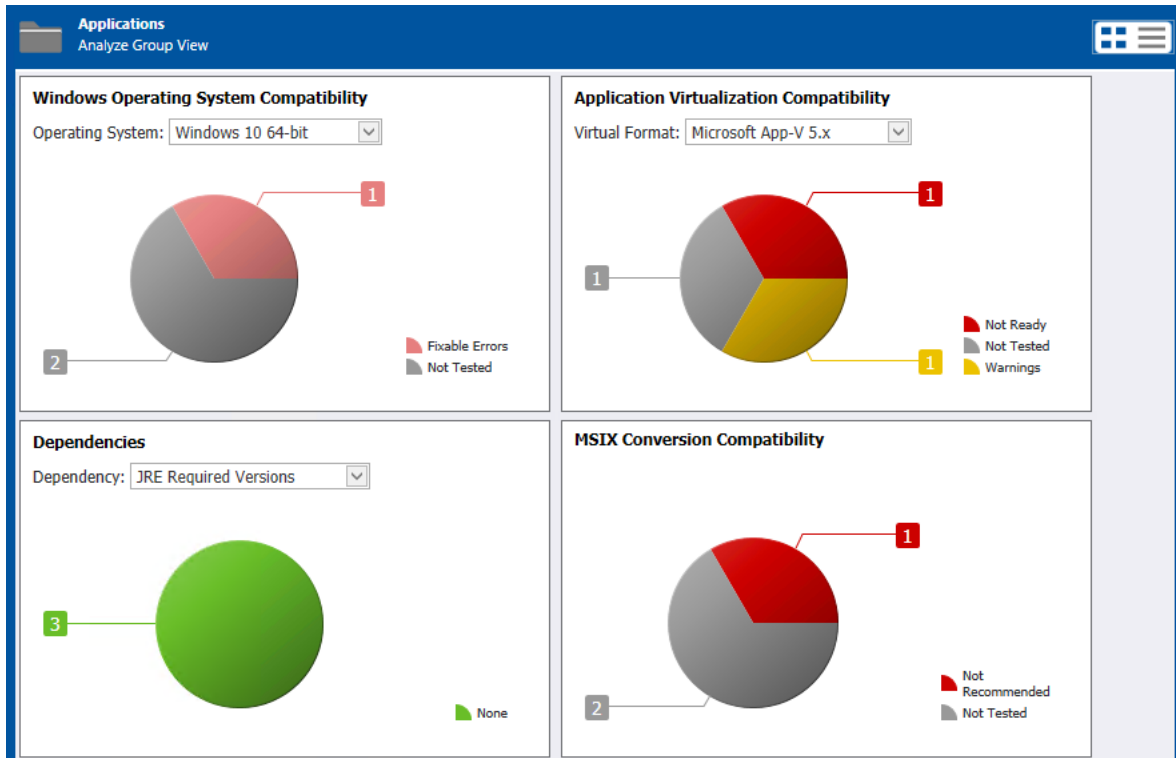 Applications
Analyze Group View
Windows Operating System Compatibility
Operating System: Windows 10 64-bit
1
2
Fixable Errors
Not Tested
Application Virtualization Compatibility
Virtual Format: Microsoft App-V 5.x
1
1
1
Not Ready
Not Tested
Warnings
Dependencies
Dependency: JRE Required Versions
3
None
MSIX Conversion Compatibility
1
2
Not
Recommended
Not Tested